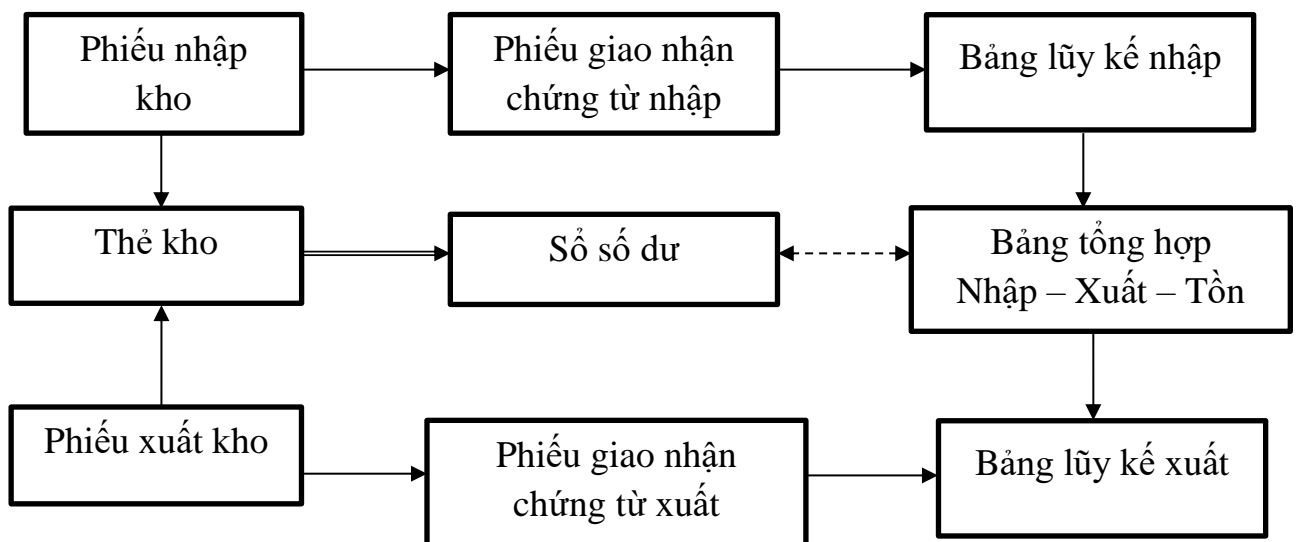 Phiếu nhập
kho
Phiếu giao nhận
chứng từ nhập
Bảng lũy kế nhập
Thẻ kho
Sổ số dư
Bảng tổng hợp
Nhập – Xuất – Tồn
Phiếu xuất kho
Phiếu giao nhận
chứng từ xuất
Bảng lũy kế xuất